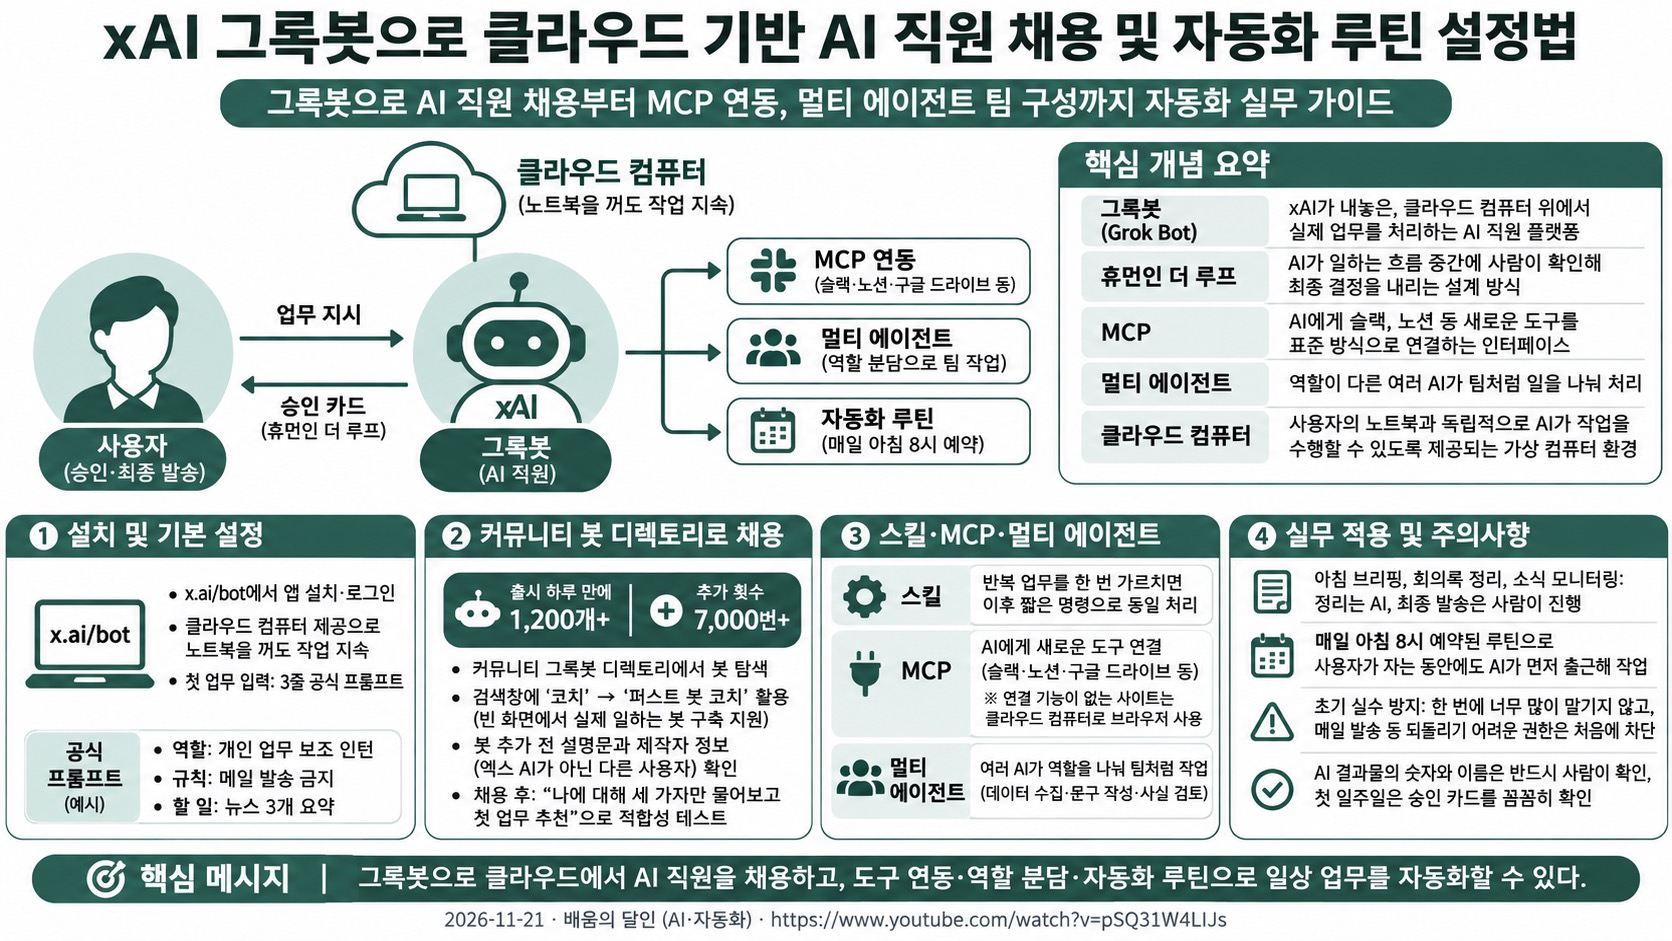 xAI 그록봇으로 클라우드 기반 AI 직원 채용 및 자동화 루틴 설정법
그록봇으로 AI 직원 채용부터 MCP 연동, 멀티 에이전트 팀 구성까지 자동화 실무 가이드
클라우드 컴퓨터
(노트북을 꺼도 작업 지속)
업무 지시
승인 카드
(휴먼인 더 루프)
사용자
(승인·최종 발송)
xAI
그록봇
(AI 직원)
MCP 연동
(슬랙·노션·구글 드라이브 등)
멀티 에이전트
(역할 분담으로 팀 작업)
자동화 루틴
(매일 아침 8시 예약)
핵심 개념 요약
그록봇
(Grok Bot)
xAI가 내놓은, 클라우드 컴퓨터 위에서
실제 업무를 처리하는 AI 직원 플랫폼
휴먼인 더 루프
AI가 일하는 흐름 중간에 사람이 확인해
최종 결정을 내리는 설계 방식
MCP
AI에게 슬랙, 노션 등 새로운 도구를
표준 방식으로 연결하는 인터페이스
멀티 에이전트
역할이 다른 여러 AI가 팀처럼 일을 나눠 처리
클라우드 컴퓨터
사용자의 노트북과 독립적으로 AI가 작업을
수행할 수 있도록 제공되는 가상 컴퓨터 환경
1 설치 및 기본 설정
x.ai/bot
• x.ai/bot에서 앱 설치·로그인
• 클라우드 컴퓨터 제공으로
노트북을 꺼도 작업 지속
• 첫 업무 입력: 3줄 공식 프롬프트
공식
프롬프트
(예시)
• 역할: 개인 업무 보조 인턴
• 규칙: 메일 발송 금지
• 할 일: 뉴스 3개 요약
2 커뮤니티 봇 디렉토리로 채용
출시 하루 만에
1,200개+
추가 횟수
7,000번+
• 커뮤니티 그록봇 디렉토리에서 봇 탐색
• 검색창에 ‘코치’ → ‘퍼스트 봇 코치’ 활용
(빈 화면에서 실제 일하는 봇 구축 지원)
• 봇 추가 전 설명문과 제작자 정보
(엑스 AI가 아닌 다른 사용자) 확인
• 채용 후: “나에 대해 세 가지만 물어보고
첫 업무 추천”으로 적합성 테스트
3 스킬·MCP·멀티 에이전트
스킬
반복 업무를 한 번 가르치면
이후 짧은 명령으로 동일 처리
MCP
AI에게 새로운 도구 연결
(슬랙·노션·구글 드라이브 등)
※ 연결 기능이 없는 사이트는
클라우드 컴퓨터로 브라우저 사용
멀티
에이전트
여러 AI가 역할을 나눠 팀처럼 작업
(데이터 수집·문구 작성·사실 검토)
4 실무 적용 및 주의사항
아침 브리핑, 회의록 정리, 소식 모니터링:
정리는 AI, 최종 발송은 사람이 진행
매일 아침 8시 예약된 루틴으로
사용자가 자는 동안에도 AI가 먼저 출근해 작업
초기 실수 방지: 한 번에 너무 많이 맡기지 않고,
매일 발송 등 되돌리기 어려운 권한은 처음에 차단
AI 결과물의 숫자와 이름은 반드시 사람이 확인,
첫 일주일은 승인 카드를 꼼꼼히 확인
핵심 메시지 | 그록봇으로 클라우드에서 AI 직원을 채용하고, 도구 연동·역할 분담·자동화 루틴으로 일상 업무를 자동화할 수 있다.
2026-11-21 · 배움의 달인 (AI·자동화) · https://www.youtube.com/watch?v=pSQ31W4LIJs